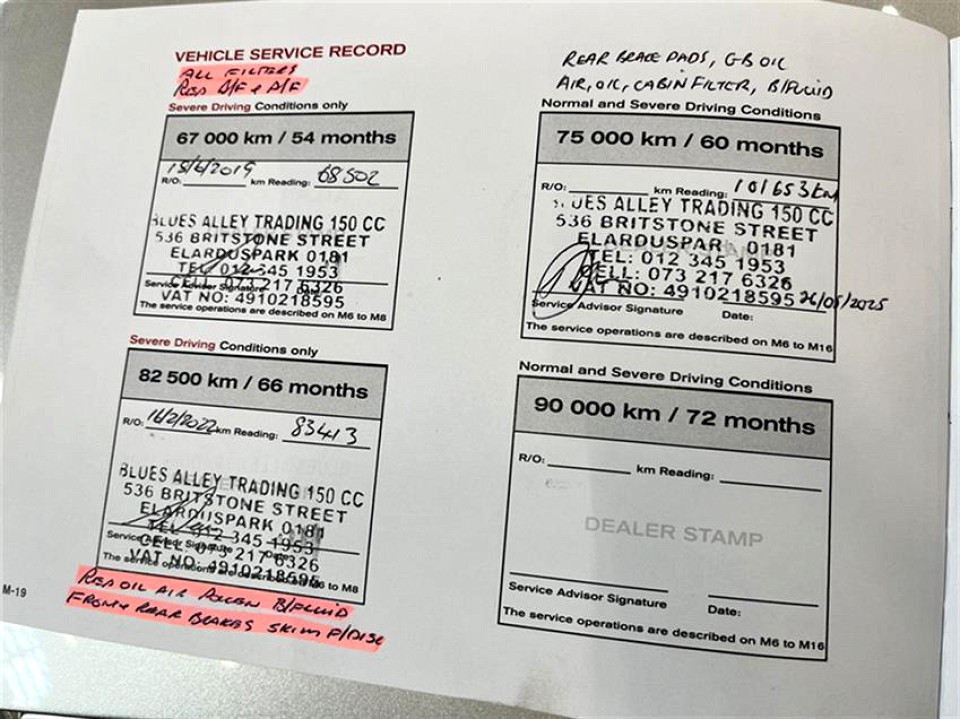 VEHICLE SERVICE RECORD
ALL FILTERS
REP B/F & A/F
Severe Driving Conditions only
67 000 km / 54 months
18/6/2019
R/O: km Reading: 68502
BLUES ALLEY TRADING 150 CC
536 BRITSTONE STREET
ELARDUSPARK 0181
TEL 012 345 1953
CELL: 073 217 6326
Service Advisor Signature Date:
VAT NO: 4910218595
The service operations are described on M6 to M8
Severe Driving Conditions only
82 500 km / 66 months
R/O: 16/2/2022 km Reading: 83413
BLUES ALLEY TRADING 150 CC
536 BRITSTONE STREET
ELARDUSPARK 0181
TEL 012 345 1953
Service Advisor Signature
CELL: 073 217 6326
VAT NO: 4910218595
The service operations are described on M6 to M8
REP OIL AIR POLLEN B/FLUID
FRONT & REAR BRAKES SKIM F/DISC
M-19
REAR BRAKE PADS, GB OIL
AIR, OIL, CABIN FILTER, B/FLUID
Normal and Severe Driving Conditions
75 000 km / 60 months
R/O: km Reading: 101653km
BLUES ALLEY TRADING 150 CC
536 BRITSTONE STREET
ELARDUSPARK 0181
TEL: 012 345 1953
CELL: 073 217 6326
VAT NO: 4910218595 26/05/2025
Service Advisor Signature Date:
The service operations are described on M6 to M16
Normal and Severe Driving Conditions
90 000 km / 72 months
R/O: km Reading:
DEALER STAMP
Service Advisor Signature Date:
The service operations are described on M6 to M16